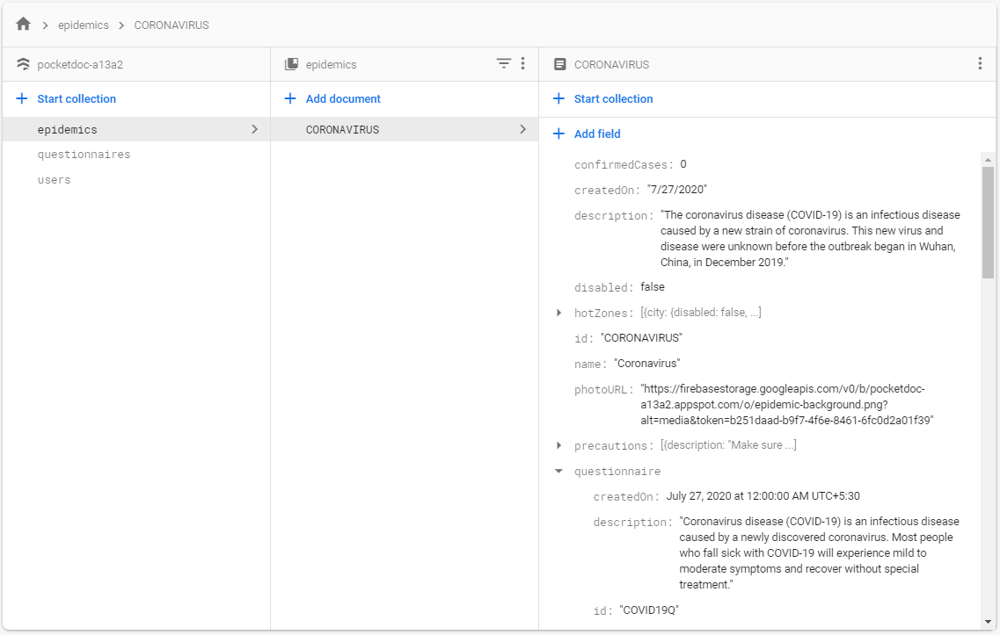 epidemics CORONAVIRUS
pocketdoc-a13a2
Start collection
epidemics
questionnaires
users
epidemics
Add document
CORONAVIRUS
CORONAVIRUS
Start collection
Add field
confirmedCases: 0
createdOn: "7/27/2020"
description: "The coronavirus disease (COVID-19) is an infectious disease
caused by a new strain of coronavirus. This new virus and
disease were unknown before the outbreak began in Wuhan,
China, in December 2019."
disabled: false
hotZones: [{city: {disabled: false, ...]
id: "CORONAVIRUS"
name: "Coronavirus"
photoURL: "https://firebasestorage.googleapis.com/v0/b/pocketdoc-
a13a2.appspot.com/o/epidemic-background.png?
alt=media&token=b251daad-b9f7-4f6e-8461-6fc0d2a01f39"
precautions: [{description: "Make sure ...]
questionnaire
createdOn: July 27, 2020 at 12:00:00 AM UTC+5:30
description: "Coronavirus disease (COVID-19) is an infectious disease
caused by a newly discovered coronavirus. Most people
who fall sick with COVID-19 will experience mild to
moderate symptoms and recover without special
treatment."
id: "COVID19Q"